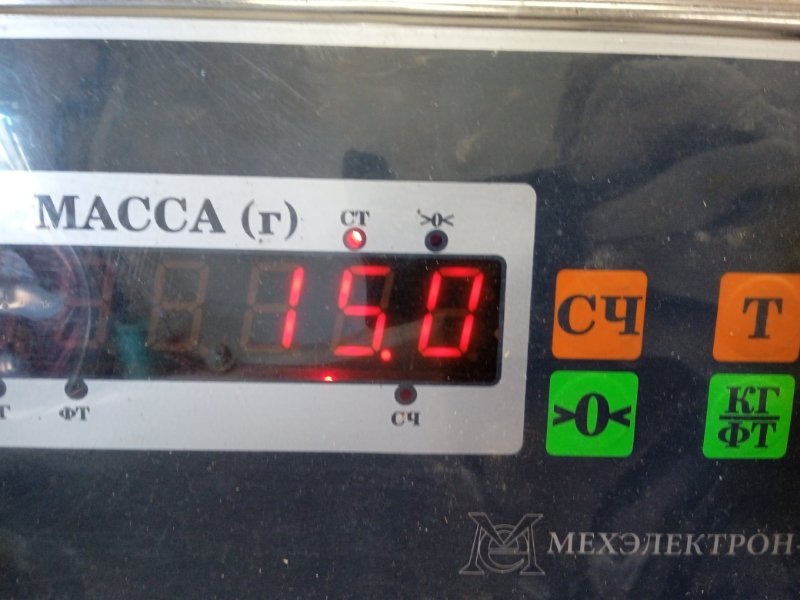 МАССА (г)
СТ
>0<
15.0
СЧ
Т
ФТ
СЧ
>0<
КГ
ФТ
МЕХЭЛЕКТРОН-